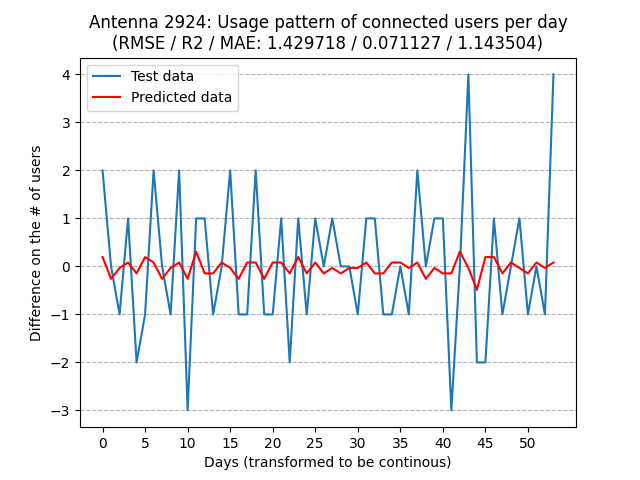 Antenna 2924: Usage pattern of connected users per day
(RMSE / R2 / MAE: 1.429718 / 0.071127 / 1.143504)
Test data
Predicted data
Difference on the # of users
4
3
2
1
0
−1
−2
−3
0 5 10 15 20 25 30 35 40 45 50
Days (transformed to be continous)